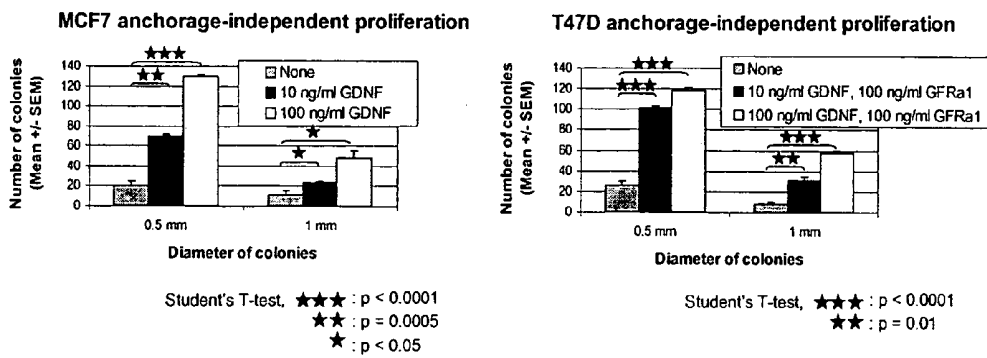 MCF7 anchorage-independent proliferation
Number of colonies
(Mean +/- SEM)
140
120
100
80
60
40
20
0
★★★
★★
★
★
None
10 ng/ml GDNF
100 ng/ml GDNF
0.5 mm
1 mm
Diameter of colonies
Student's T-test, ★★★ : p < 0.0001
★★ : p = 0.0005
★ : p < 0.05
T47D anchorage-independent proliferation
Number of colonies
(Mean +/- SEM)
140
120
100
80
60
40
20
0
★★★
★★★
★★★
★★
None
10 ng/ml GDNF, 100 ng/ml GFRa1
100 ng/ml GDNF, 100 ng/ml GFRa1
0.5 mm
1 mm
Diameter of colonies
Student's T-test, ★★★ : p < 0.0001
★★ : p = 0.01